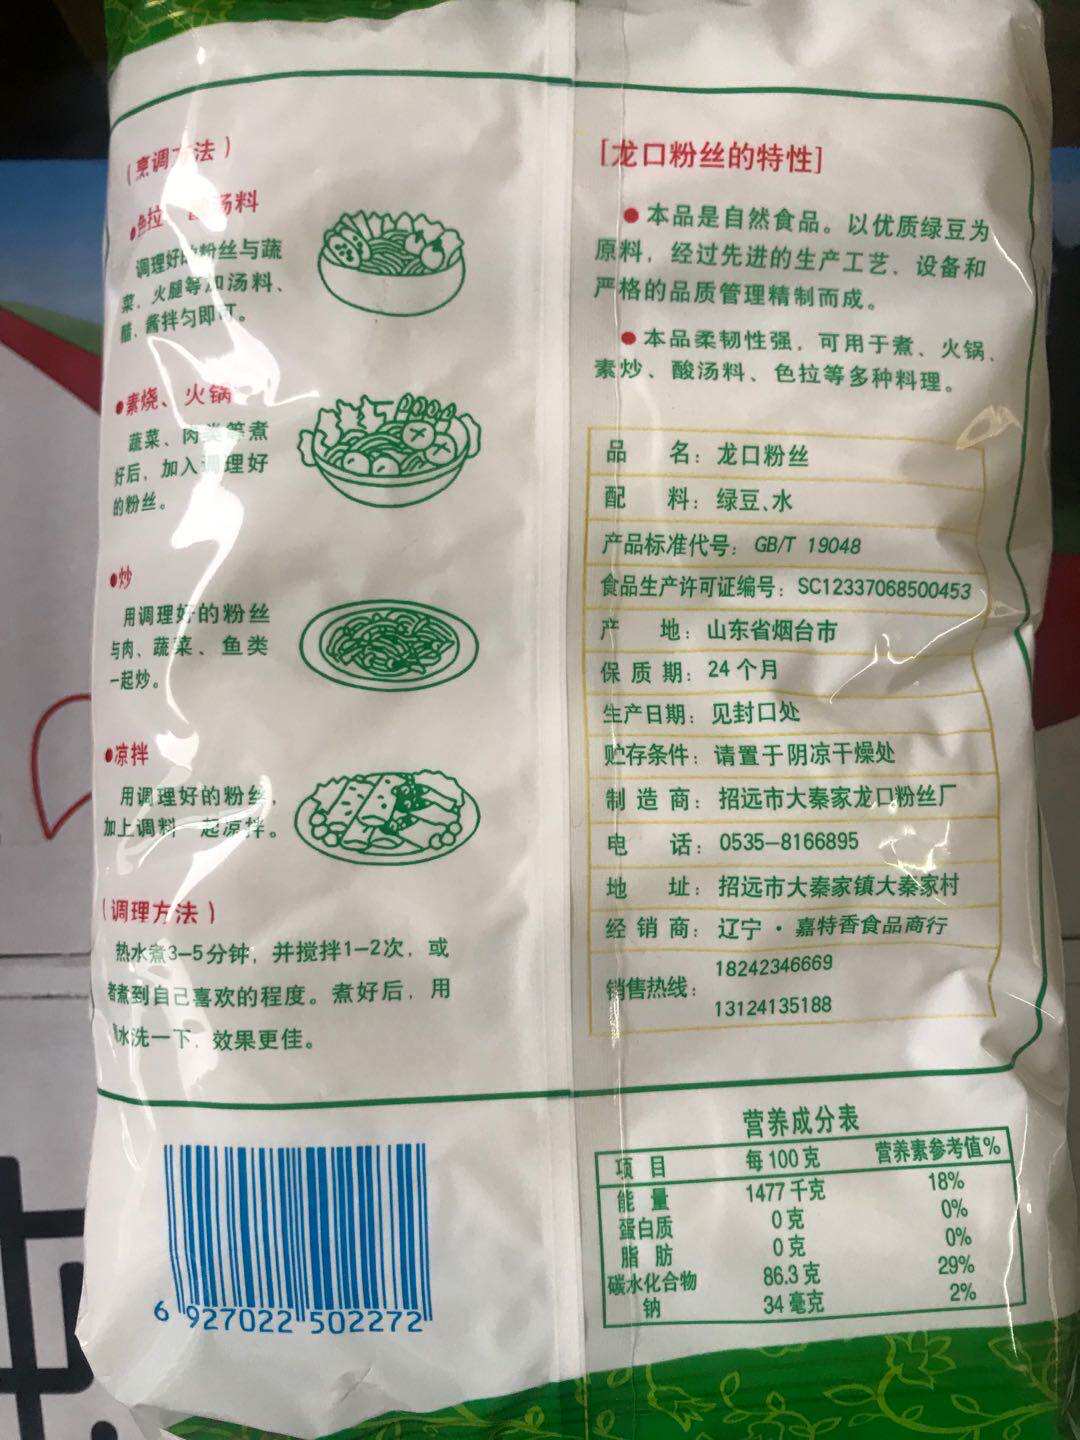 (烹调方法)
●色拉、酸汤料
调理好的粉丝与蔬
菜、火腿等加汤料、
醋、酱拌匀即可。
●素烧、火锅
蔬菜、肉类等煮
好后,加入调理好
的粉丝。
●炒
用调理好的粉丝
与肉、蔬菜、鱼类
一起炒。
●凉拌
用调理好的粉丝,
加上调料一起凉拌。
(调理方法)
热水煮3-5分钟,并搅拌1-2次,或
者煮到自己喜欢的程度。煮好后,用
水洗一下,效果更佳。
6 927022 502272
[龙口粉丝的特性]
●本品是自然食品。以优质绿豆为
原料,经过先进的生产工艺、设备和
严格的品质管理精制而成。
●本品柔韧性强,可用于煮、火锅、
素炒、酸汤料、色拉等多种料理。
品 名:龙口粉丝
配 料:绿豆、水
产品标准代号:GB/T 19048
食品生产许可证编号:SC12337068500453
产 地:山东省烟台市
保质期:24个月
生产日期:见封口处
贮存条件:请置于阴凉干燥处
制造商:招远市大秦家龙口粉丝厂
电 话:0535-8166895
地 址:招远市大秦家镇大秦家村
经销商:辽宁·嘉特香食品商行
销售热线:
18242346669
13124135188
营养成分表
项目 每100克 营养素参考值%
能量 1477千克 18%
蛋白质 0克 0%
脂肪 0克 0%
碳水化合物 86.3克 29%
钠 34毫克 2%